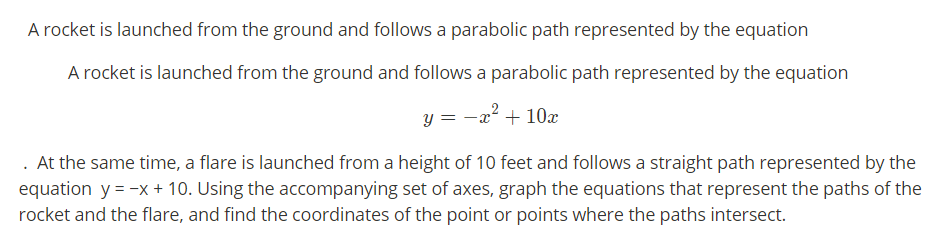 A rocket is launched from the ground and follows a parabolic path represented by the equation
A rocket is launched from the ground and follows a parabolic path represented by the equation
y = −x² + 10x
. At the same time, a flare is launched from a height of 10 feet and follows a straight path represented by the
equation y = −x + 10. Using the accompanying set of axes, graph the equations that represent the paths of the
rocket and the flare, and find the coordinates of the point or points where the paths intersect.